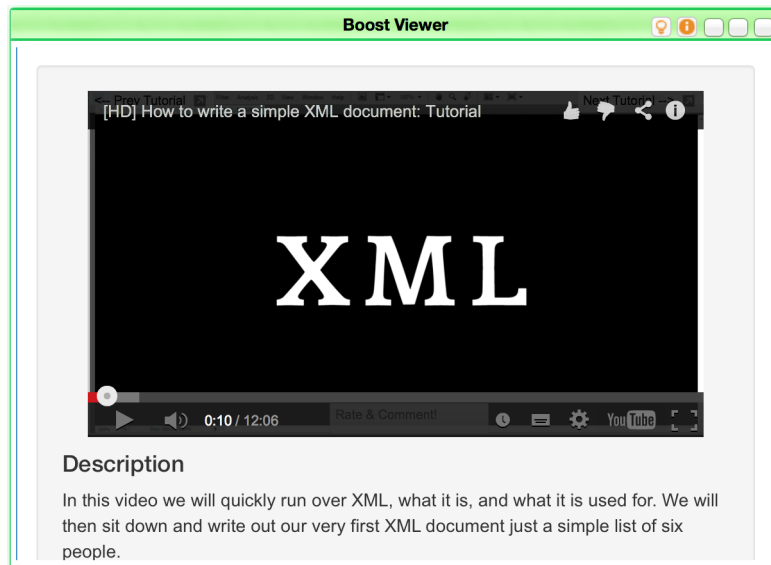 Boost Viewer
<-- Prev Tutorial
Next Tutorial -->
[HD] How to write a simple XML document: Tutorial
XML
0:10 / 12:06
Rate & Comment!
YouTube
Description
In this video we will quickly run over XML, what it is, and what it is used for. We will
then sit down and write out our very first XML document just a simple list of six
people.